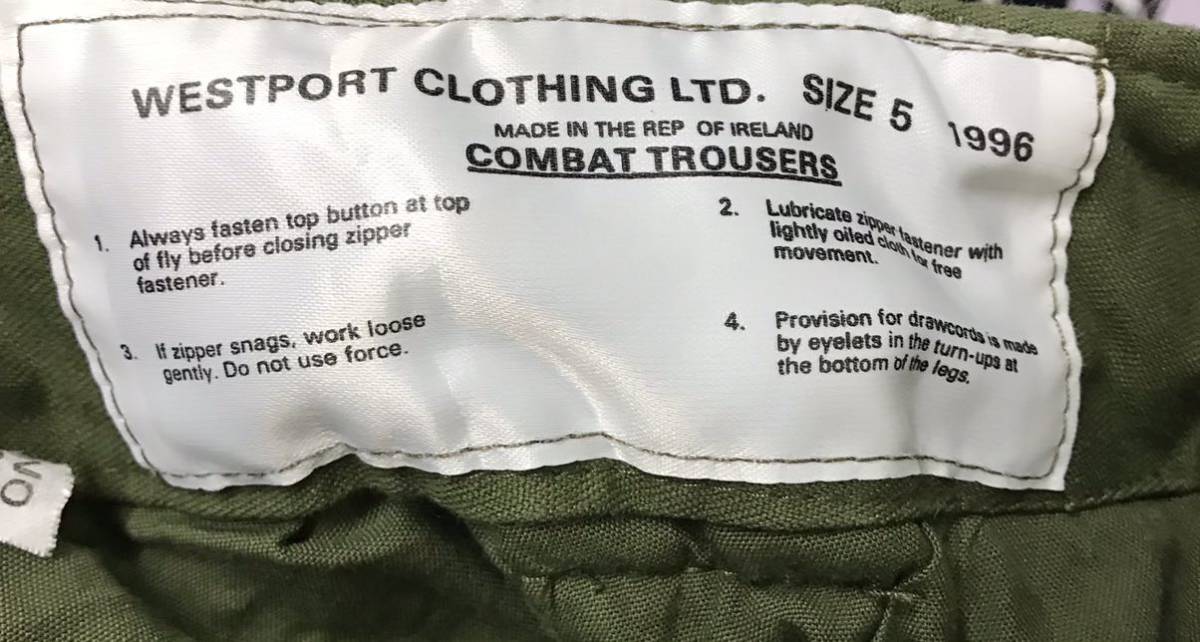 WESTPORT CLOTHING LTD. SIZE 5 1996
MADE IN THE REP OF IRELAND
COMBAT TROUSERS
1. Always fasten top button at top
of fly before closing zipper
fastener.
2. Lubricate zipper fastener with
lightly oiled cloth for free
movement.
3. If zipper snags, work loose
gently. Do not use force.
4. Provision for drawcords is made
by eyelets in the turn-ups at
the bottom of the legs.